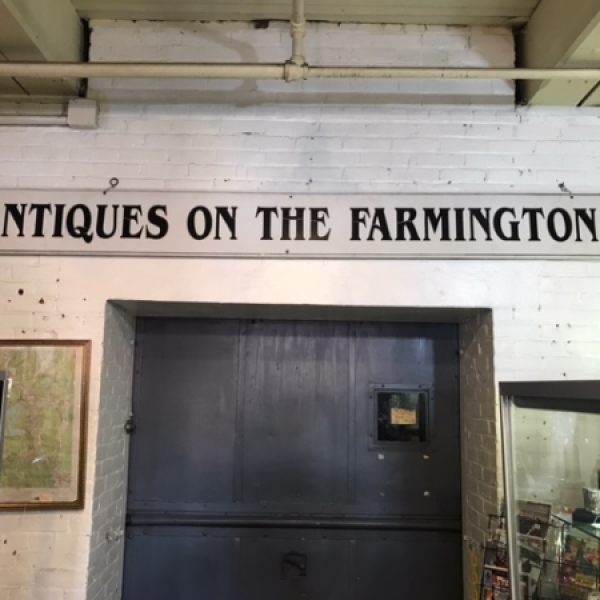 NTIQUES ON THE FARMINGTON